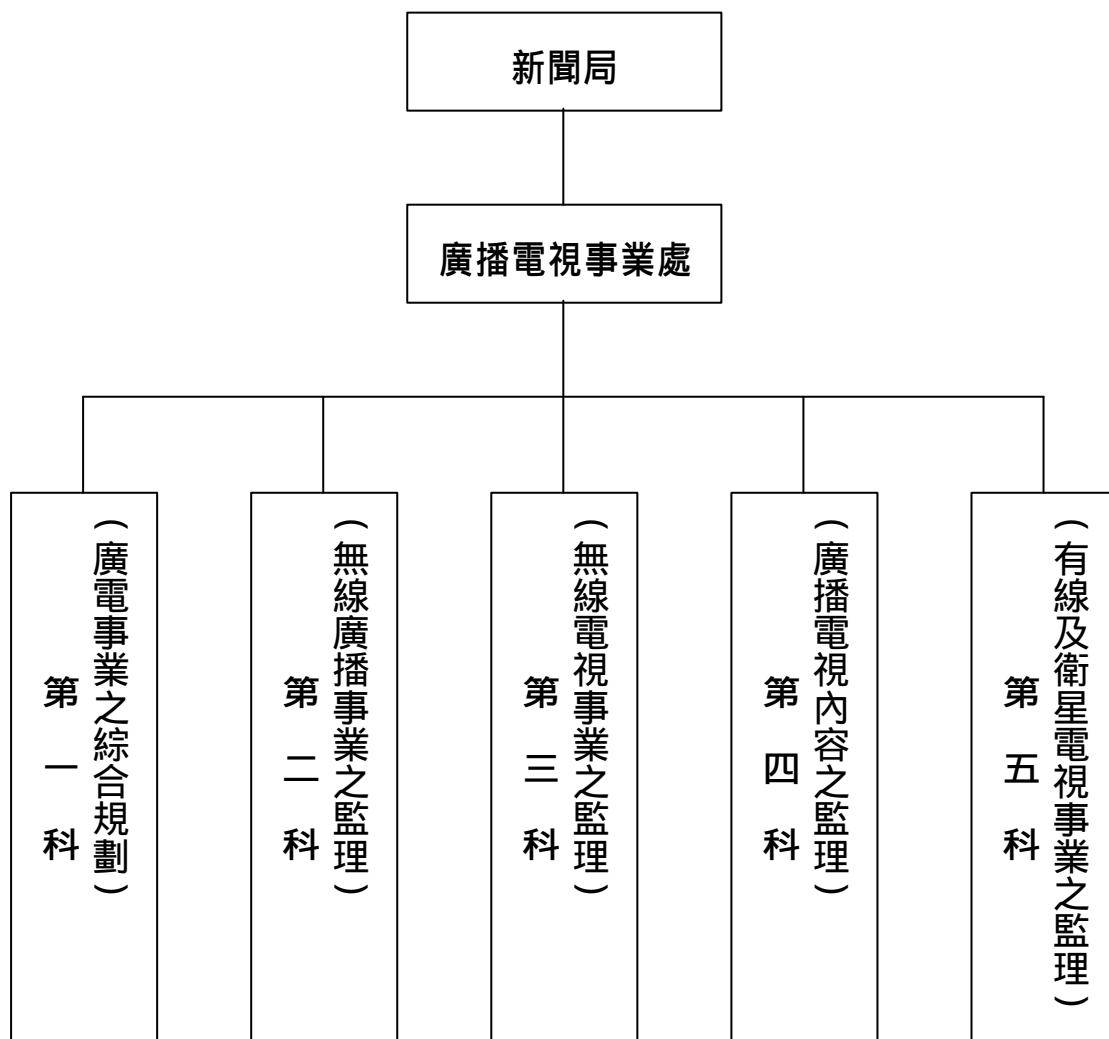 新聞局
廣播電視事業處
第一科
（廣電事業之綜合規劃）
第二科
（無線廣播事業之監理）
第三科
（無線電視事業之監理）
第四科
（廣播電視內容之監理）
第五科
（有線及衛星電視事業之監理）